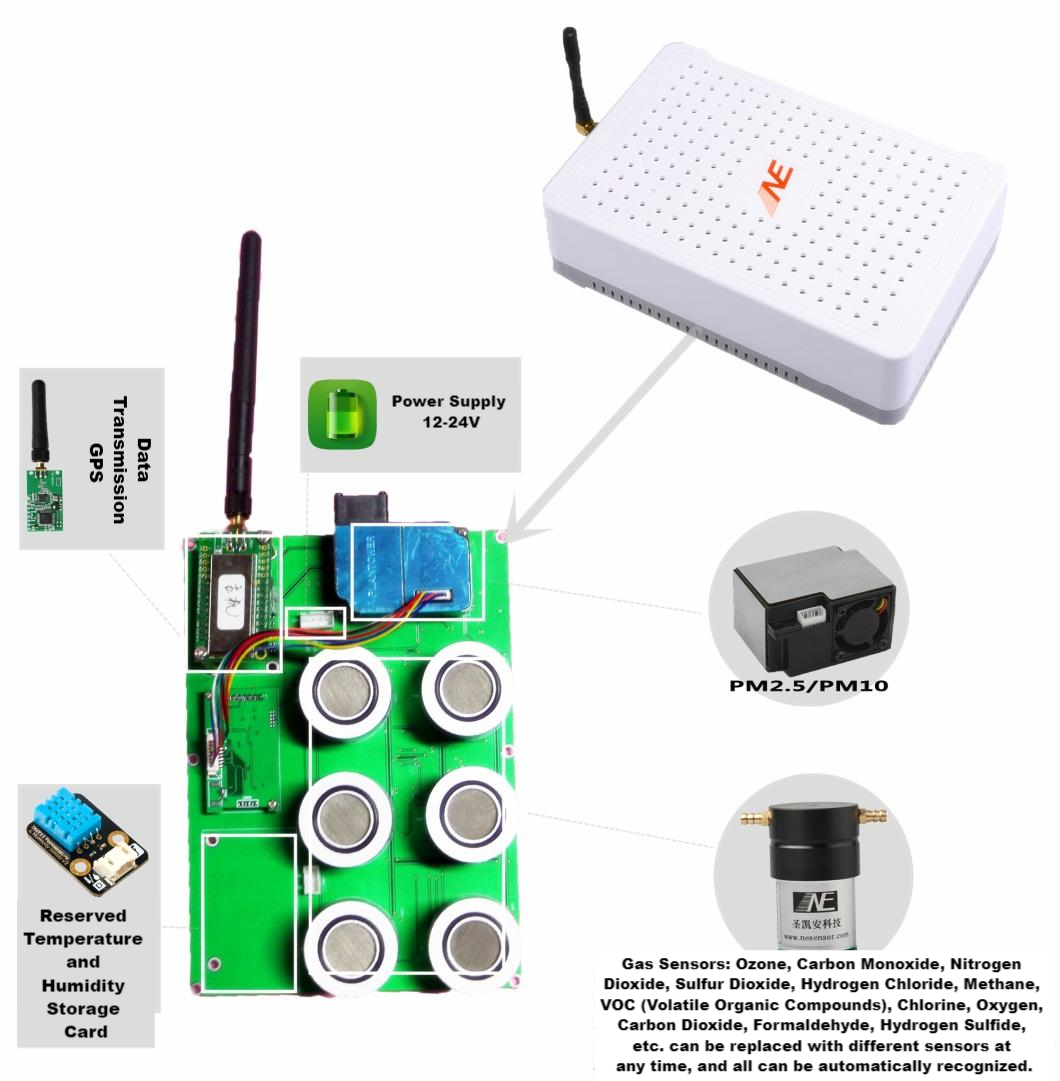 NE
Power Supply
12-24V
Data
Transmission
GPS
PM2.5/PM10
Reserved
Temperature
and
Humidity
Storage
Card
NE
圣凯安科技
www.nesensor.com
Gas Sensors: Ozone, Carbon Monoxide, Nitrogen
Dioxide, Sulfur Dioxide, Hydrogen Chloride, Methane,
VOC (Volatile Organic Compounds), Chlorine, Oxygen,
Carbon Dioxide, Formaldehyde, Hydrogen Sulfide,
etc. can be replaced with different sensors at
any time, and all can be automatically recognized.